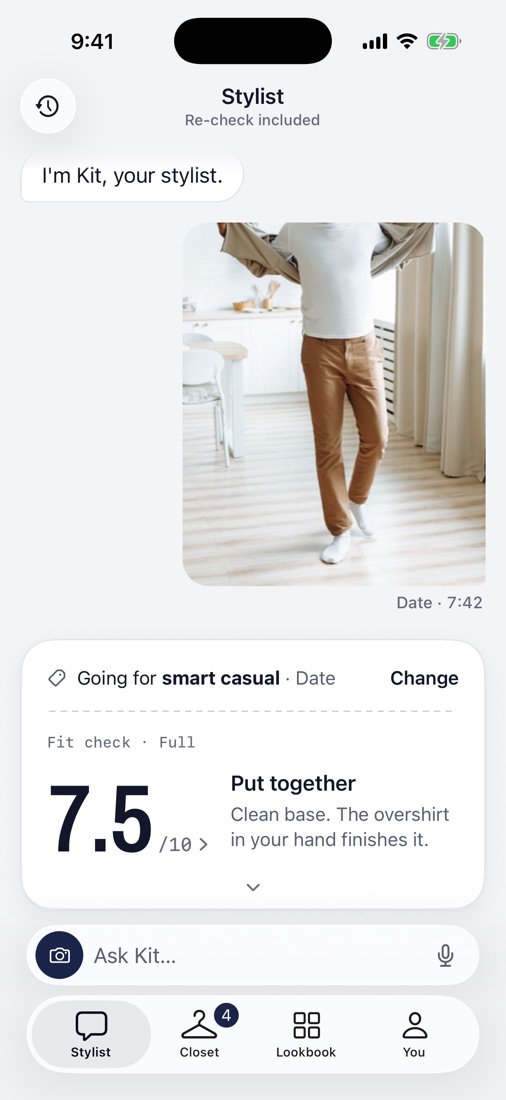 9:41
Stylist
Re-check included
I'm Kit, your stylist.
Date · 7:42
Going for smart casual · Date
Change
Fit check · Full
7.5 /10 >
Put together
Clean base. The overshirt
in your hand finishes it.
Ask Kit...
4
Stylist
Closet
Lookbook
You